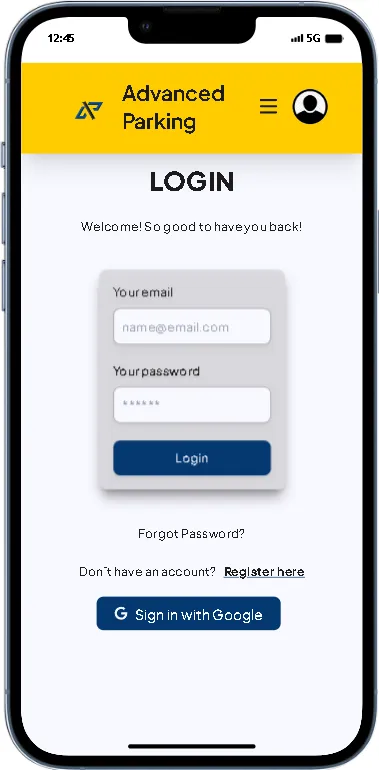 12:45
5G
Advanced
Parking
LOGIN
Welcome! So good to have you back!
Your email
name@email.com
Your password
******
Login
Forgot Password?
Don't have an account? Register here
G Sign in with Google